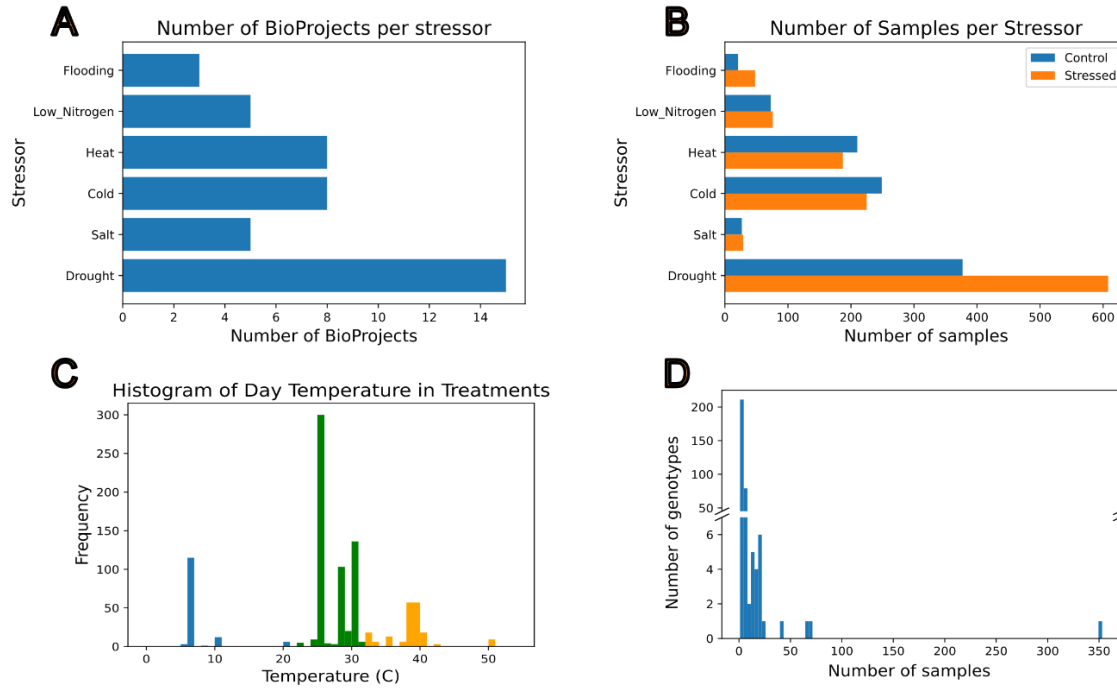 A
Number of BioProjects per stressor
Stressor
Flooding
Low_Nitrogen
Heat
Cold
Salt
Drought
0 2 4 6 8 10 12 14
Number of BioProjects
B
Number of Samples per Stressor
Control
Stressed
Stressor
Flooding
Low_Nitrogen
Heat
Cold
Salt
Drought
0 100 200 300 400 500 600
Number of samples
C
Histogram of Day Temperature in Treatments
Frequency
300
250
200
150
100
50
0
0 10 20 30 40 50
Temperature (C)
D
Number of genotypes
200
150
100
50
6
4
2
0
0 50 100 150 200 250 300 350
Number of samples